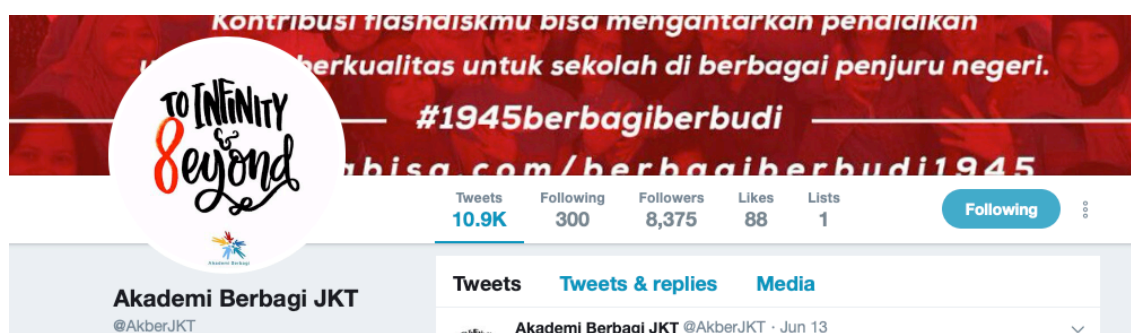 Kontribusi flashdiskmu bisa mengantarkan pendidikan
berkualitas untuk sekolah di berbagai penjuru negeri.
#1945berbagiberbudi
abisa.com/berbagiberbudi1945
TO INFINITY
&
8eyond
Akademi Berbagi
Tweets Following Followers Likes Lists
10.9K 300 8,375 88 1
Following
Akademi Berbagi JKT
@AkberJKT
Tweets Tweets & replies Media
Akademi Berbagi JKT @AkberJKT · Jun 13